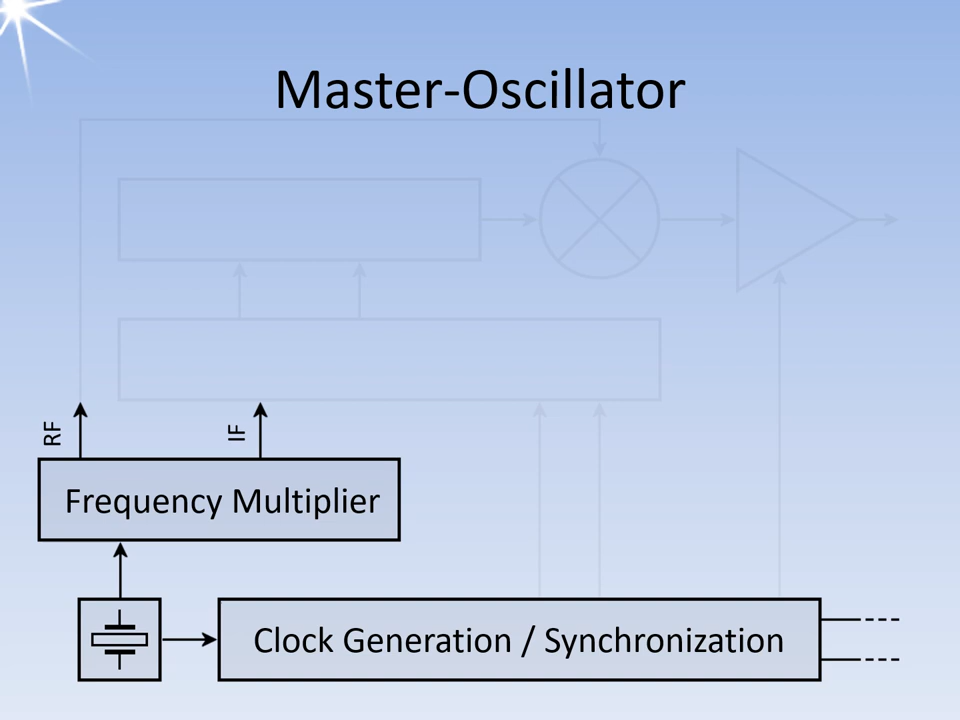 Master-Oscillator
RF
IF
Frequency Multiplier
Clock Generation / Synchronization